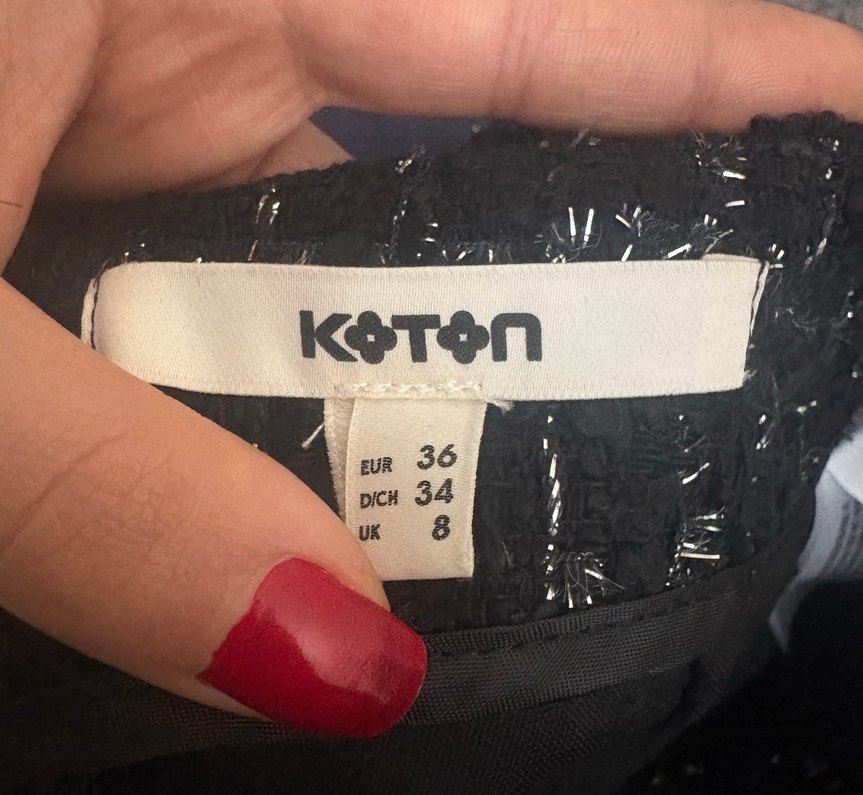 KOTON
EUR 36
D/CH 34
UK 8